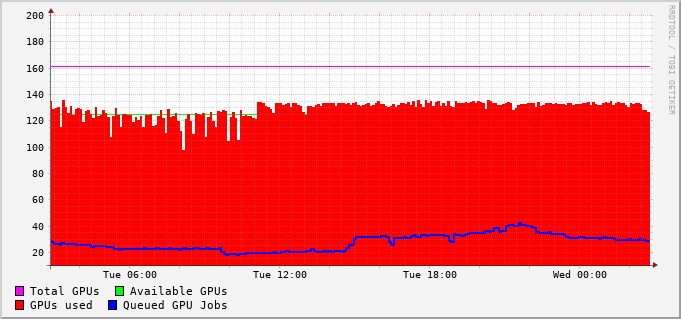 RRDTOOL / TOBI OETIKER
200
180
160
140
120
100
80
60
40
20
Tue 06:00 Tue 12:00 Tue 18:00 Wed 00:00
Total GPUs Available GPUs
GPUs used Queued GPU Jobs